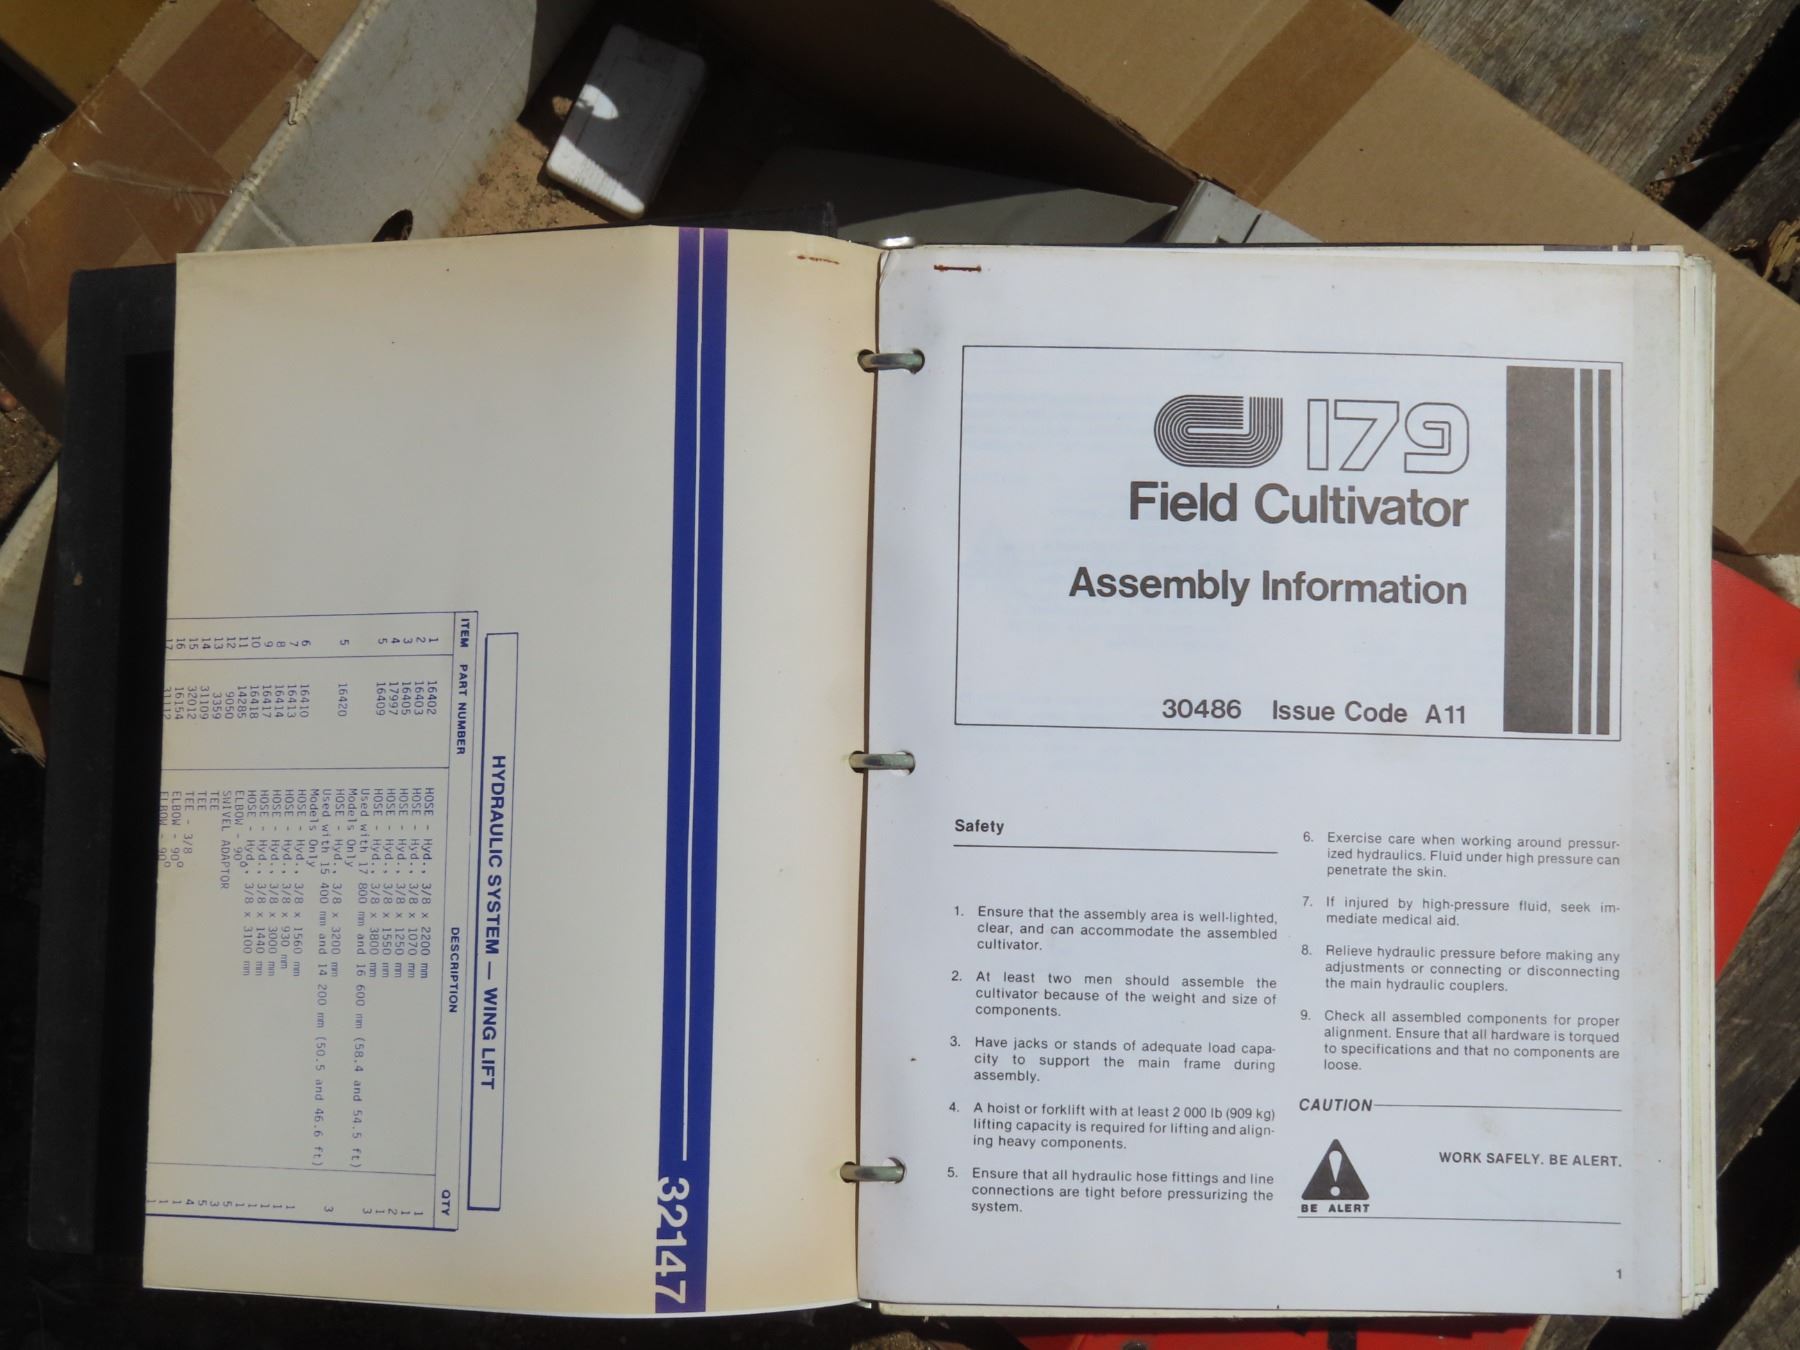 32147
HYDRAULIC SYSTEM — WING LIFT
ITEM PART NUMBER DESCRIPTION QTY
1 16402 HOSE - Hyd., 3/8 x 2200 mm 1
2 16403 HOSE - Hyd., 3/8 x 1070 mm 1
3 16405 HOSE - Hyd., 3/8 x 1250 mm 2
4 17997 HOSE - Hyd., 3/8 x 1550 mm 1
5 16409 HOSE - Hyd., 3/8 x 3800 mm 3
Used with 17 800 mm and 16 600 mm (58.4 and 54.5 ft)
Models Only
5 16420 HOSE - Hyd., 3/8 x 3200 mm 3
Used with 15 400 mm and 14 200 mm (50.5 and 46.6 ft)
Models Only
6 16410 HOSE - Hyd., 3/8 x 1560 mm 1
7 16413 HOSE - Hyd., 3/8 x 930 mm 1
8 16414 HOSE - Hyd., 3/8 x 3000 mm 1
9 16417 HOSE - Hyd., 3/8 x 1440 mm 1
10 16418 HOSE - Hyd., 3/8 x 3100 mm 1
11 14285 ELBOW - 90° 1
12 9050 SWIVEL ADAPTOR 5
13 3359 TEE 3
14 31109 TEE 5
15 32012 TEE - 3/8 4
16 16154 ELBOW - 90° 1
17 31112 ELBOW - 90° 1
179
Field Cultivator
Assembly Information
30486 Issue Code A11
Safety
1. Ensure that the assembly area is well-lighted,
clear, and can accommodate the assembled
cultivator.
2. At least two men should assemble the
cultivator because of the weight and size of
components.
3. Have jacks or stands of adequate load capa-
city to support the main frame during
assembly.
4. A hoist or forklift with at least 2 000 lb (909 kg)
lifting capacity is required for lifting and align-
ing heavy components.
5. Ensure that all hydraulic hose fittings and line
connections are tight before pressurizing the
system.
6. Exercise care when working around pressur-
ized hydraulics. Fluid under high pressure can
penetrate the skin.
7. If injured by high-pressure fluid, seek im-
mediate medical aid.
8. Relieve hydraulic pressure before making any
adjustments or connecting or disconnecting
the main hydraulic couplers.
9. Check all assembled components for proper
alignment. Ensure that all hardware is torqued
to specifications and that no components are
loose.
CAUTION
WORK SAFELY. BE ALERT.
BE ALERT
1